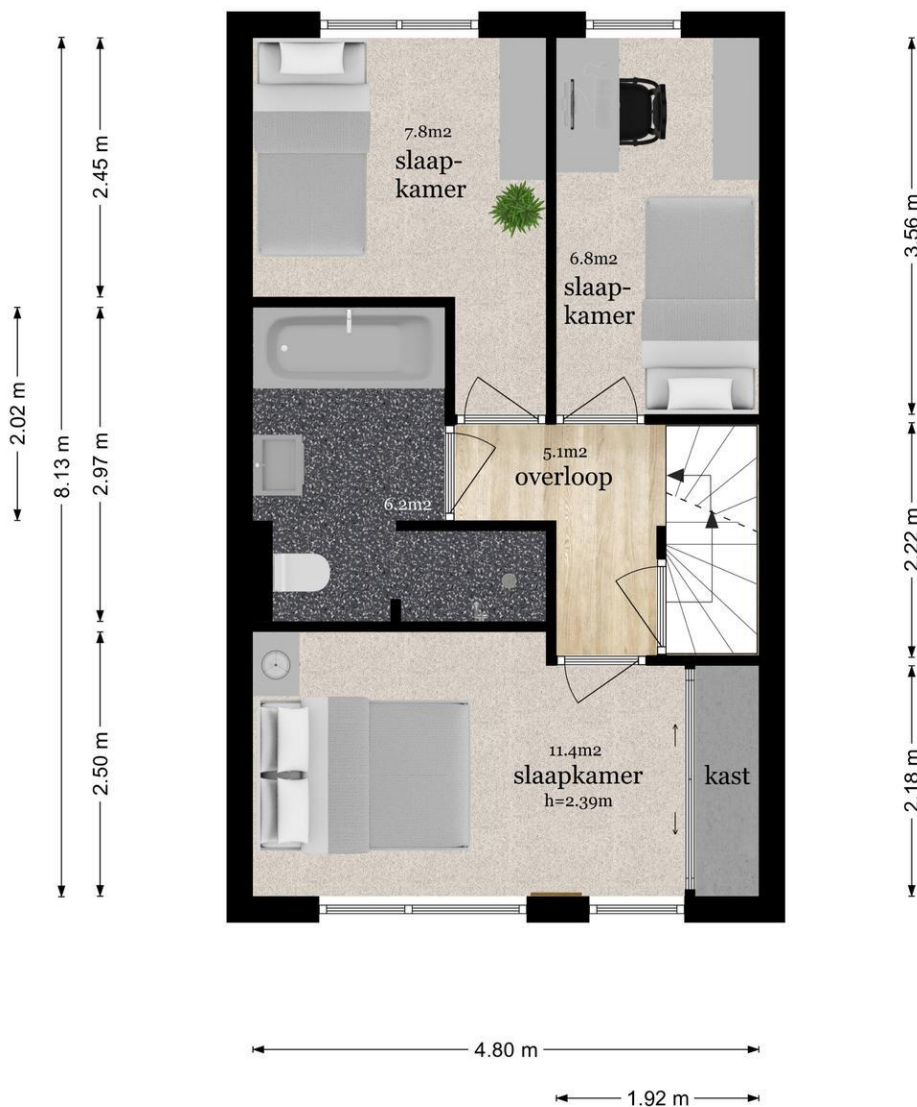 7.8m2
slaap-
kamer
6.8m2
slaap-
kamer
5.1m2
overloop
6.2m2
11.4m2
slaapkamer
h=2.39m
kast
2.45 m
2.02 m
8.13 m
2.97 m
2.50 m
3.56 m
2.22 m
2.18 m
4.80 m
1.92 m